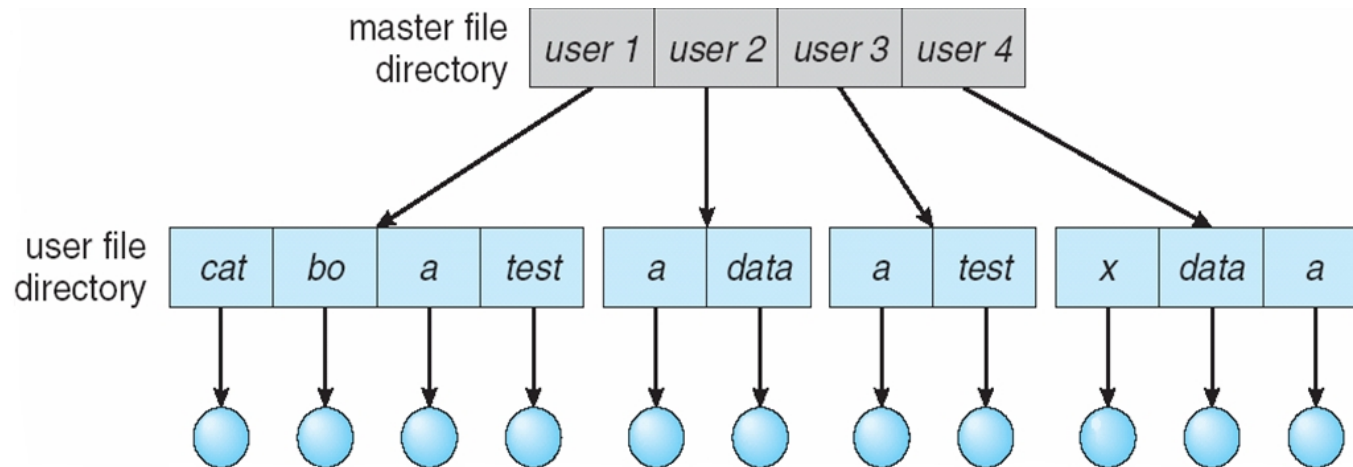 master file
directory
user 1 user 2 user 3 user 4
user file
directory
cat bo a test a data a test x data a